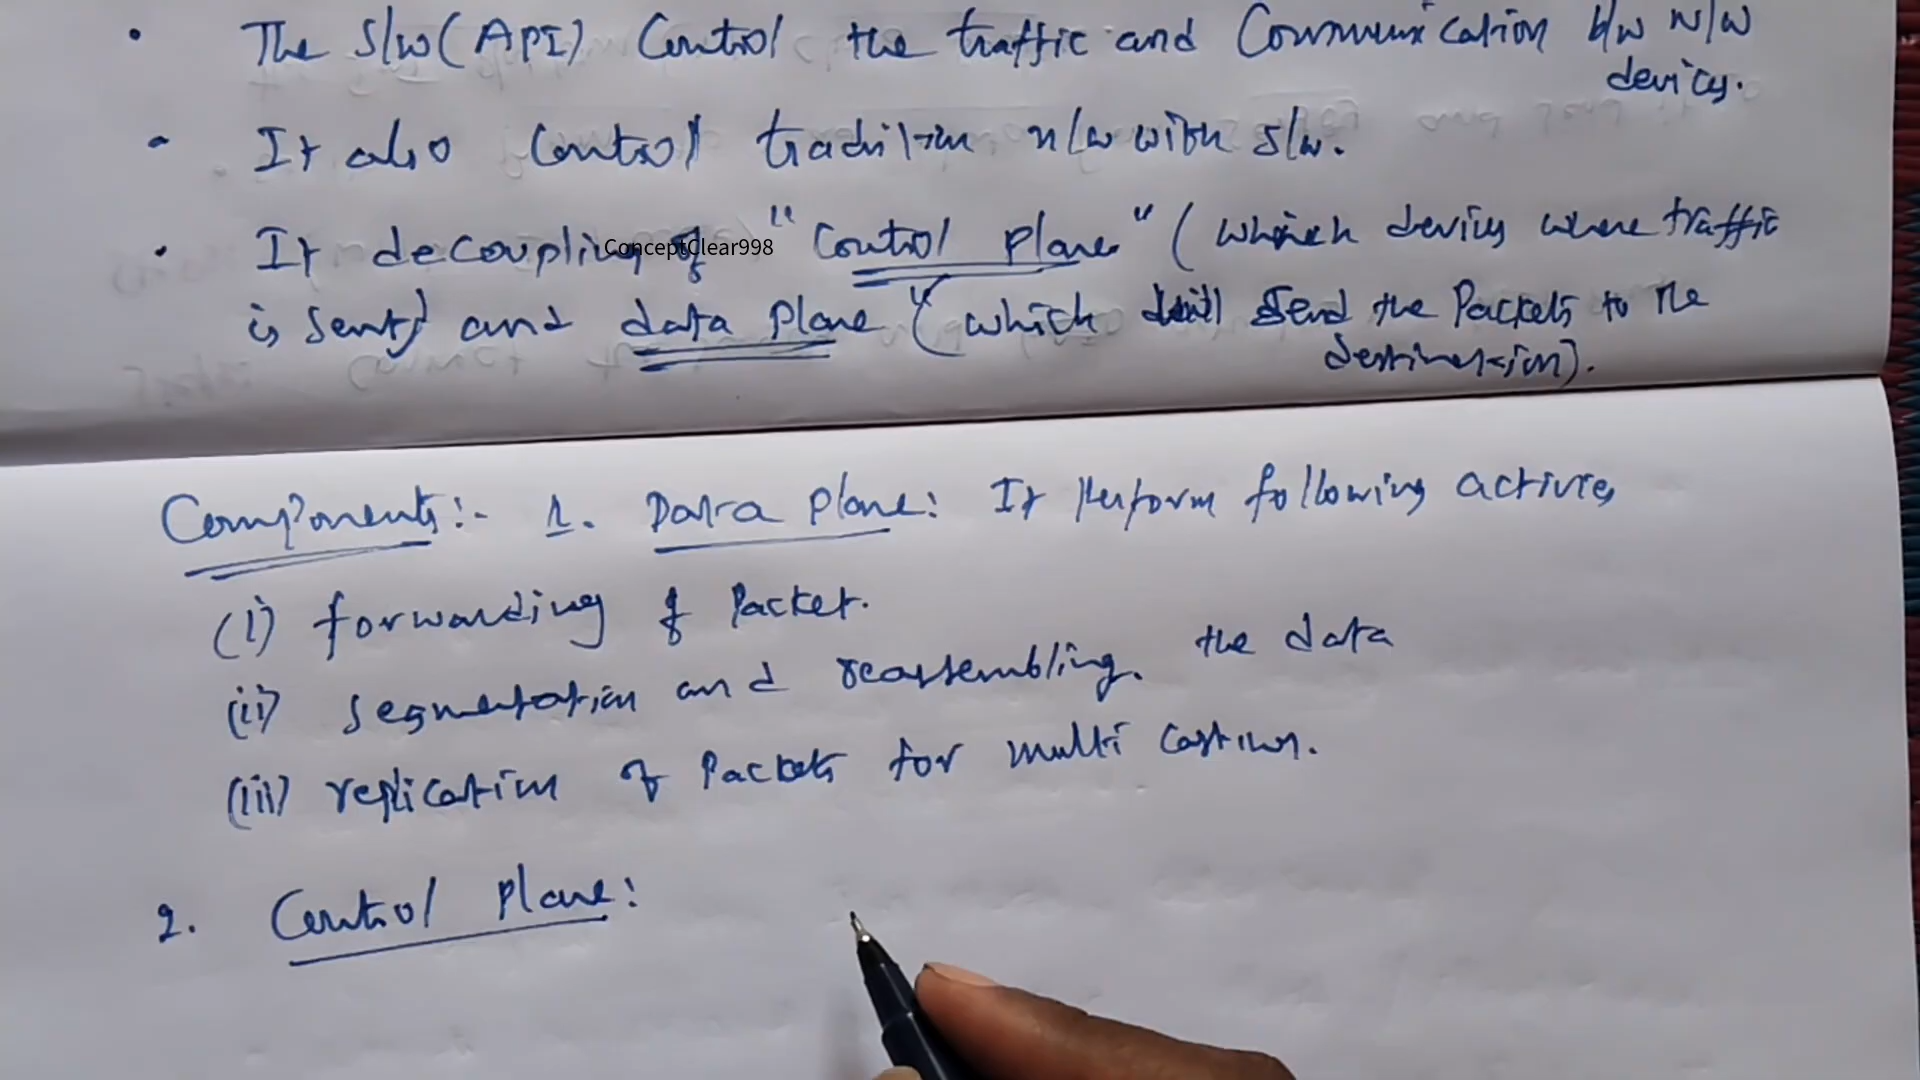 • The S/w (API) Control the traffic and Communication b/w N/w
devices.
• It also Control tradition n/w with s/w.
• It decoupling of "Control plane" (which devices where traffic
is sent) and data plane" (which will send the Packets to the
destination).
ConceptClear998
Components:- 1. Data plane: It perform following activies
(i) forwarding of Packet.
(ii) segmentation and reassembling. the data
(iii) replication of Packets for multi casting.
2. Control Plane: